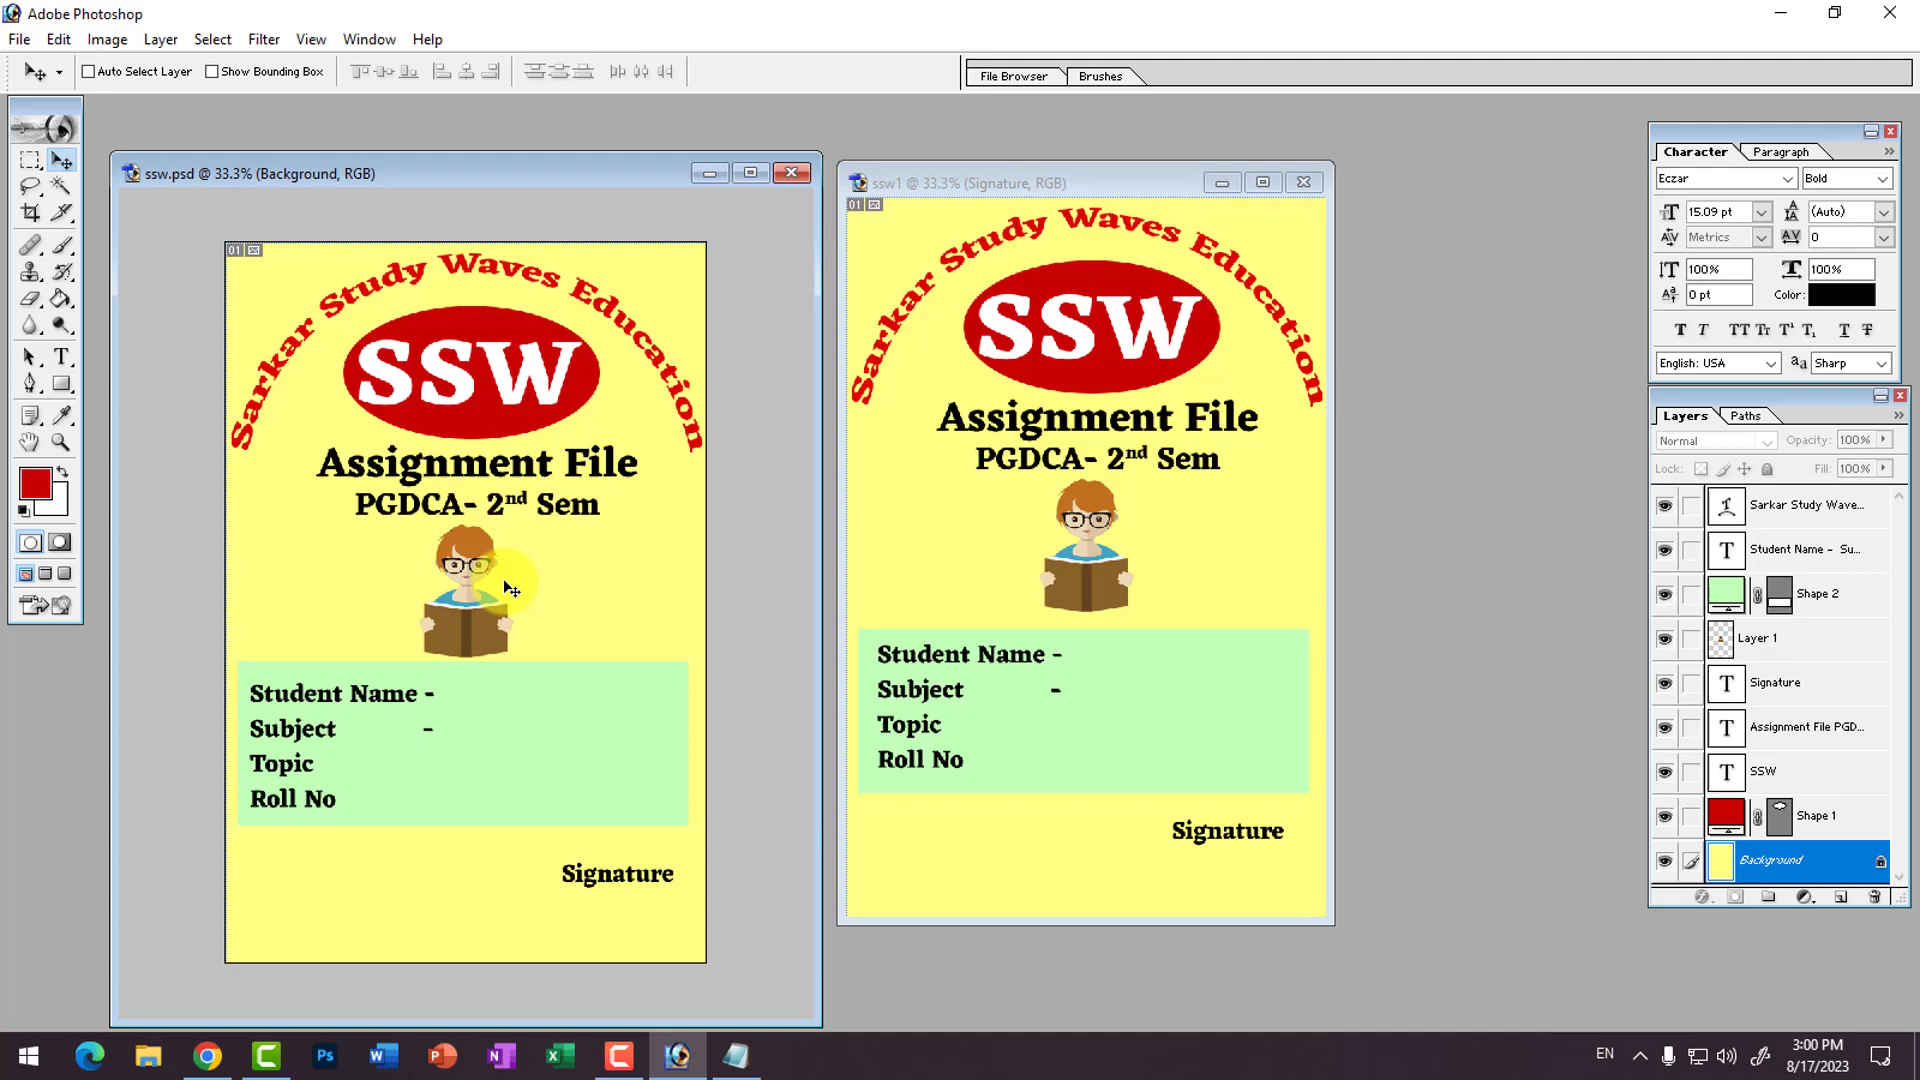 Adobe Photoshop
File Edit Image Layer Select Filter View Window Help
Auto Select Layer Show Bounding Box
File Browser Brushes
ssw.psd @ 33.3% (Background, RGB)
01
Sarkar Study Waves Education
SSW
Assignment File
PGDCA- 2nd Sem
Student Name -
Subject -
Topic
Roll No
Signature
ssw1 @ 33.3% (Signature, RGB)
01
Sarkar Study Waves Education
SSW
Assignment File
PGDCA- 2nd Sem
Student Name -
Subject -
Topic
Roll No
Signature
Character Paragraph
Eczar Bold
15.09 pt (Auto)
Metrics 0
100% 100%
0 pt Color:
T T TT Tr T¹ T, T T
English: USA aa Sharp
Layers Paths
Normal Opacity: 100%
Lock: Fill: 100%
Sarkar Study Wave...
Student Name - Su...
Shape 2
Layer 1
Signature
Assignment File PGD...
SSW
Shape 1
Background
EN
3:00 PM
8/17/2023